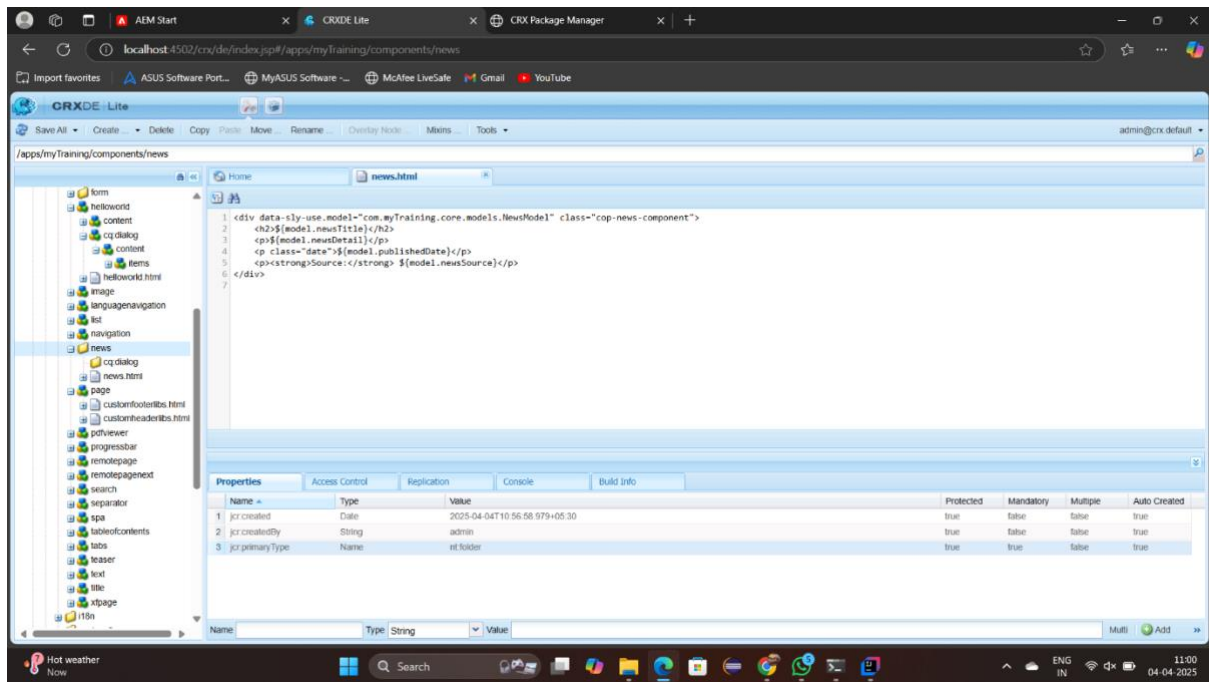 AEM Start
CRXDE Lite
CRX Package Manager
localhost:4502/crx/de/index.jsp#/apps/myTraining/components/news
Import favorites
ASUS Software Port...
MyASUS Software -...
McAfee LiveSafe
Gmail
YouTube
CRXDE Lite
Save All
Create ...
Delete
Copy
Paste
Move ...
Rename ...
Overlay Node ...
Mixins ...
Tools
admin@crx.default
/apps/myTraining/components/news
form
helloworld
content
cq:dialog
content
items
helloworld.html
image
languagenavigation
list
navigation
news
cq:dialog
news.html
page
customfooterlibs.html
customheaderlibs.html
pdfviewer
progressbar
remotepage
remotepagenext
search
separator
spa
tableofcontents
tabs
teaser
text
title
xfpage
i18n
Home
news.html
1 <div data-sly-use.model="com.myTraining.core.models.NewsModel" class="cop-news-component">
2 <h2>${model.newsTitle}</h2>
3 <p>${model.newsDetail}</p>
4 <p class="date">${model.publishedDate}</p>
5 <p><strong>Source:</strong> ${model.newsSource}</p>
6 </div>
7
Properties
Access Control
Replication
Console
Build Info
Name Type Value Protected Mandatory Multiple Auto Created
1 jcr:created Date 2025-04-04T10:56:58.979+05:30 true false false true
2 jcr:createdBy String admin true false false true
3 jcr:primaryType Name nt:folder true true false true
Name
Type String
Value
Multi
Add
Hot weather
Now
Search
ENG
IN
11:00
04-04-2025